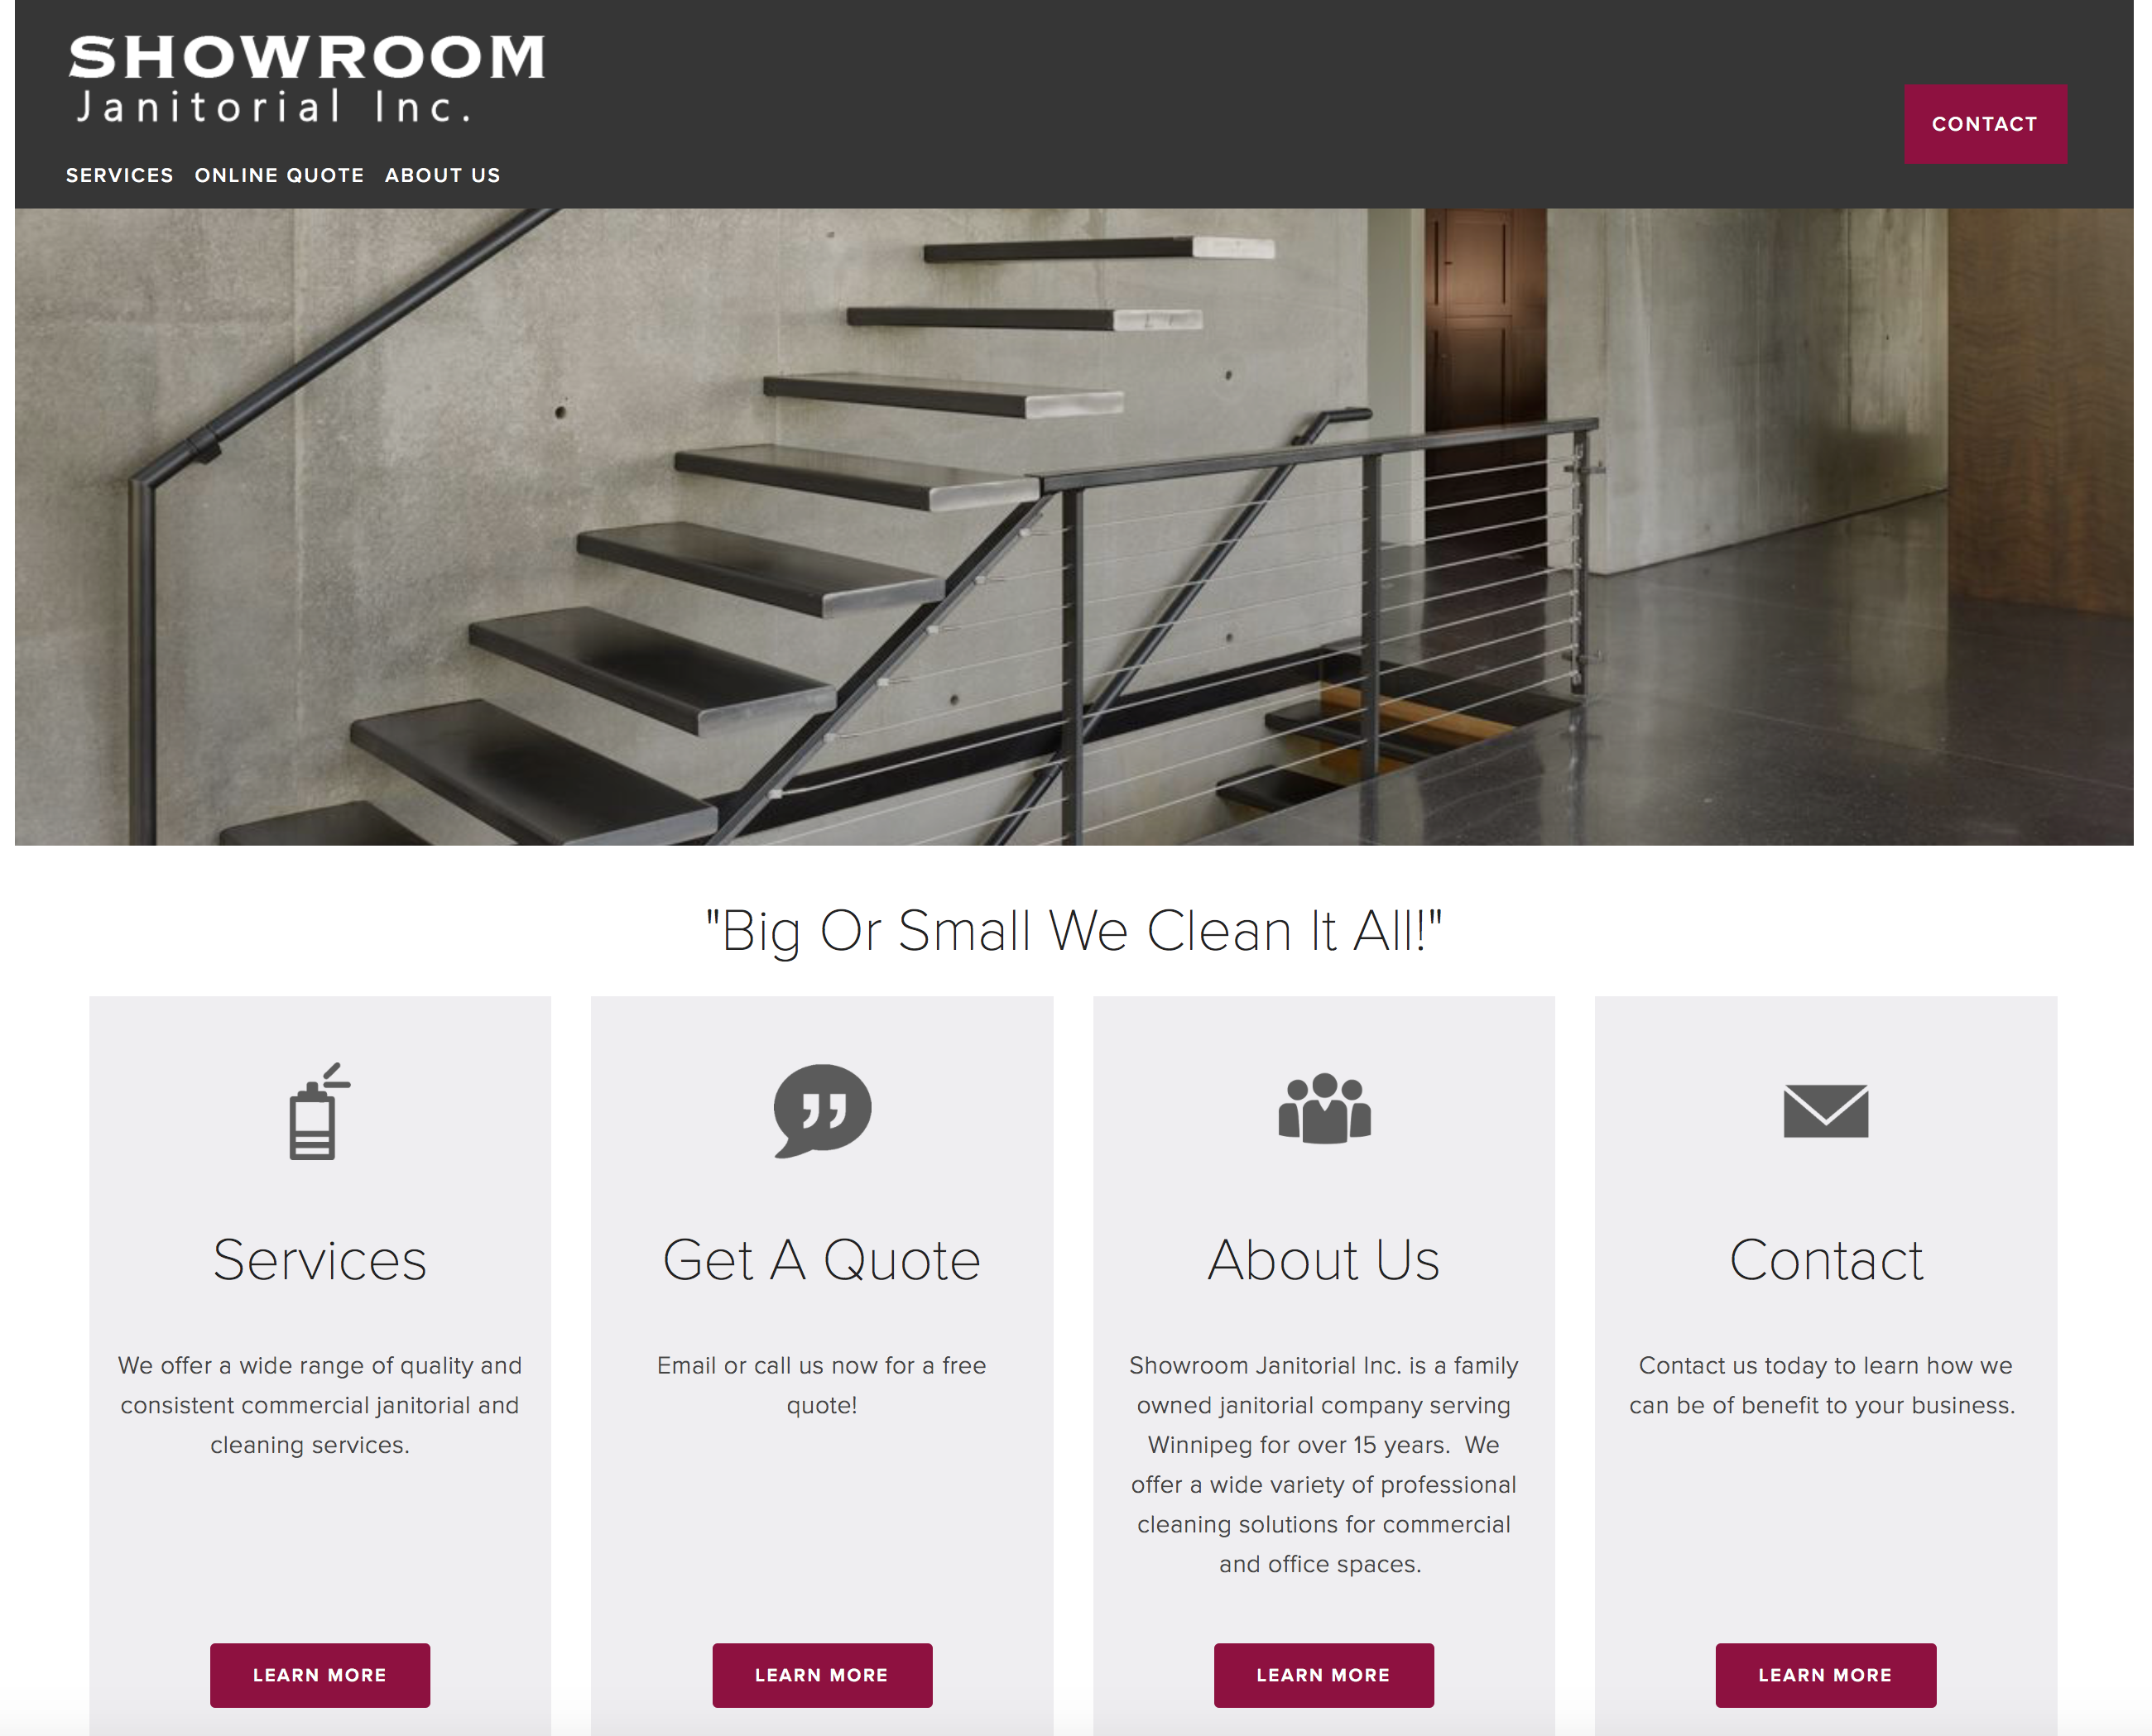 SHOWROOM
Janitorial Inc.
CONTACT
SERVICES ONLINE QUOTE ABOUT US
"Big Or Small We Clean It All!"
Services
We offer a wide range of quality and
consistent commercial janitorial and
cleaning services.
LEARN MORE
Get A Quote
Email or call us now for a free
quote!
LEARN MORE
About Us
Showroom Janitorial Inc. is a family
owned janitorial company serving
Winnipeg for over 15 years.  We
offer a wide variety of professional
cleaning solutions for commercial
and office spaces.
LEARN MORE
Contact
Contact us today to learn how we
can be of benefit to your business.
LEARN MORE